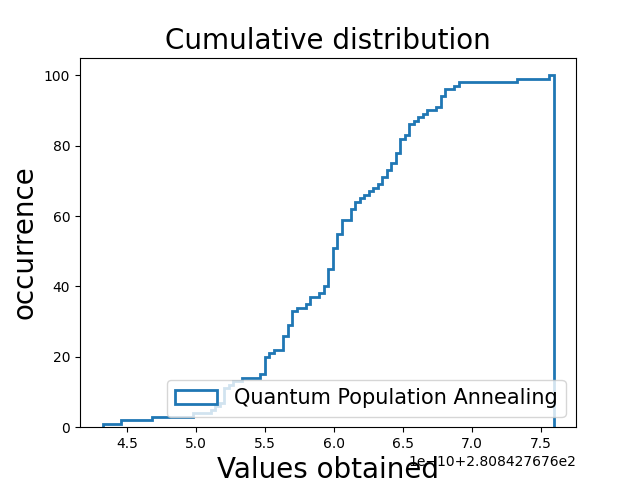 Cumulative distribution
occurrence
100
80
60
40
20
0
Quantum Population Annealing
4.5 5.0 5.5 6.0 6.5 7.0 7.5
1e−10+2.808427676e2
Values obtained